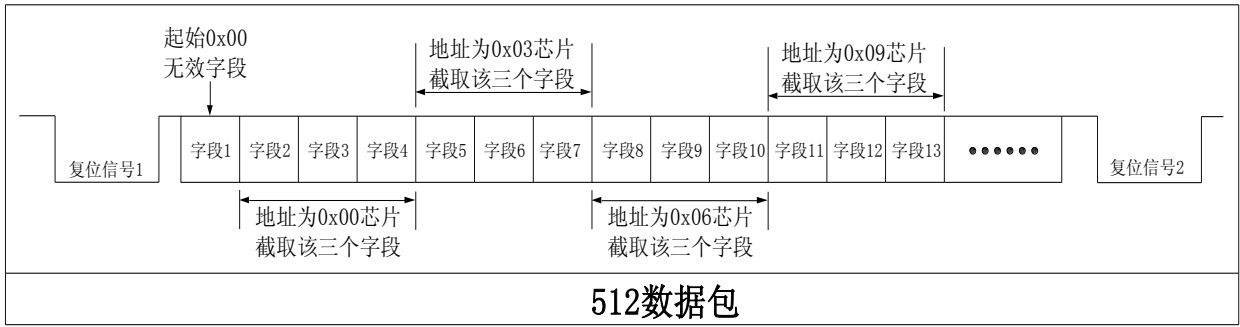 起始0x00
无效字段
地址为0x03芯片
截取该三个字段
地址为0x09芯片
截取该三个字段
复位信号1
字段1
字段2
字段3
字段4
字段5
字段6
字段7
字段8
字段9
字段10
字段11
字段12
字段13
••••••
复位信号2
地址为0x00芯片
截取该三个字段
地址为0x06芯片
截取该三个字段
512数据包